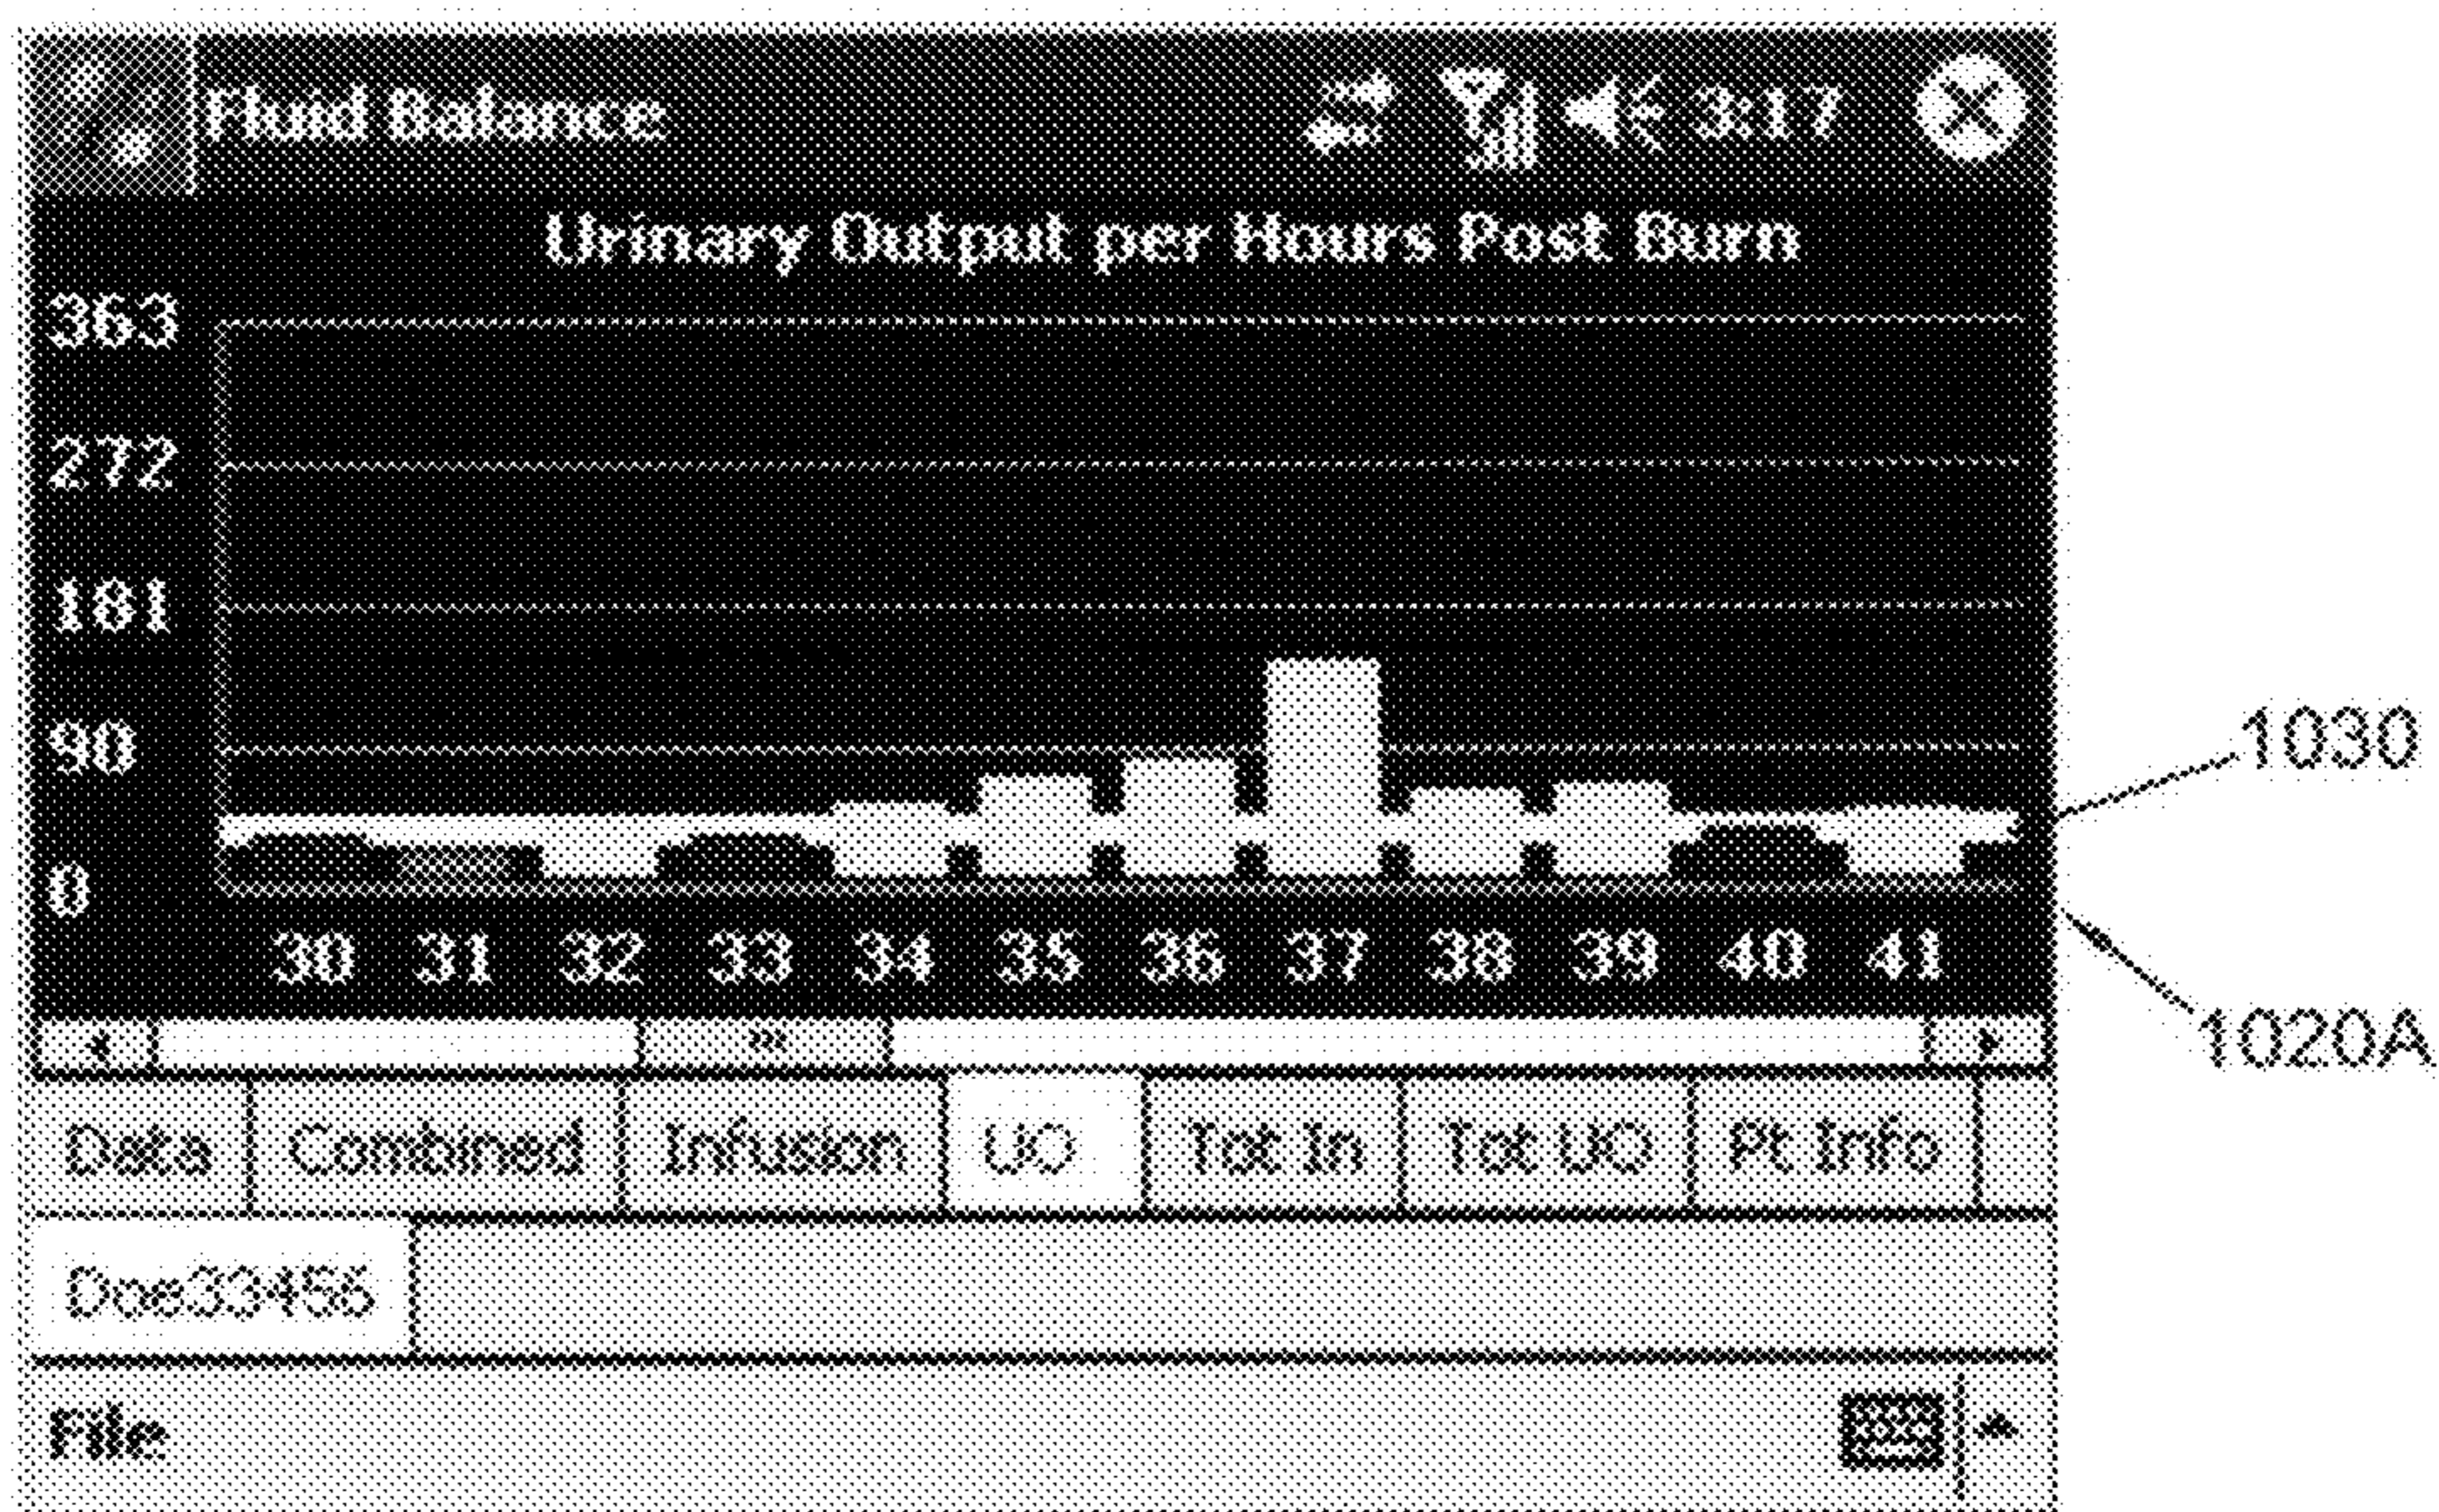 Fluid Balance 3:17
Urinary Output per Hours Post Burn
363
272
181
90
0
1030
30 31 32 33 34 35 36 37 38 39 40 41
1020A
Data Combined Infusion UO Tot In Tot UO Pt Info
Doe33456
File